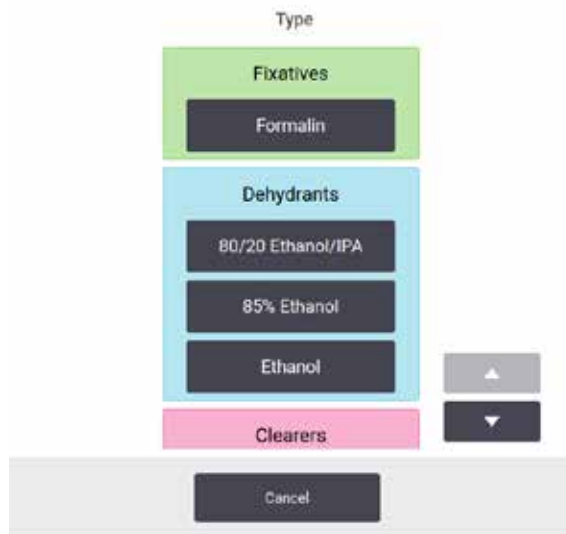 Type
Fixatives
Formalin
Dehydrants
80/20 Ethanol/IPA
85% Ethanol
Ethanol
Clearers
Cancel